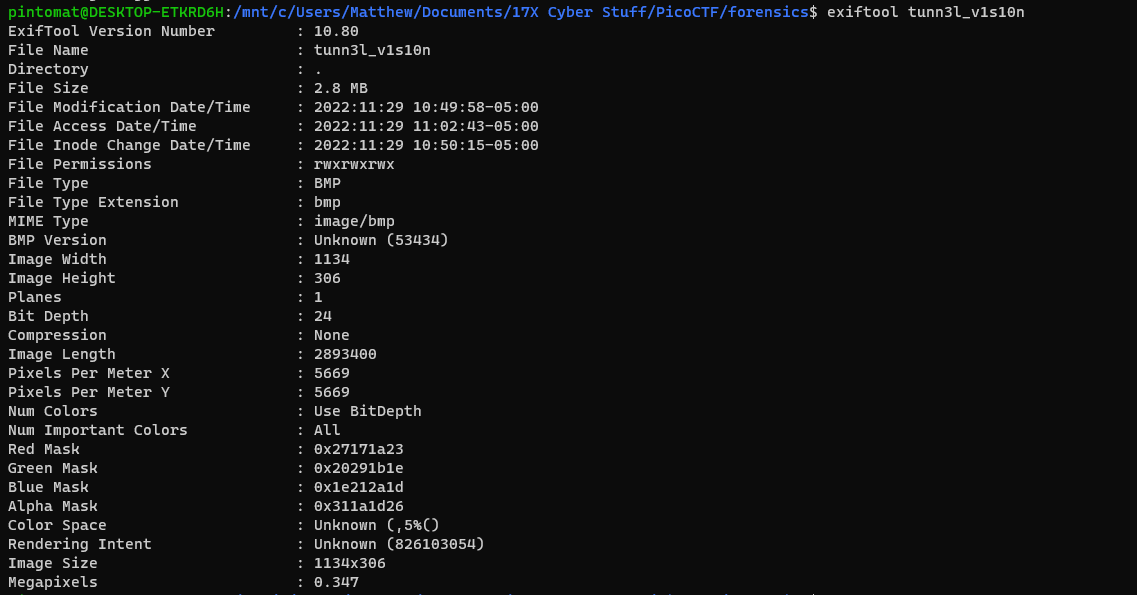 pintomat@DESKTOP-ETKRD6H:/mnt/c/Users/Matthew/Documents/17X Cyber Stuff/PicoCTF/forensics$ exiftool tunn3l_v1s10n
ExifTool Version Number : 10.80
File Name : tunn3l_v1s10n
Directory : .
File Size : 2.8 MB
File Modification Date/Time : 2022:11:29 10:49:58-05:00
File Access Date/Time : 2022:11:29 11:02:43-05:00
File Inode Change Date/Time : 2022:11:29 10:50:15-05:00
File Permissions : rwxrwxrwx
File Type : BMP
File Type Extension : bmp
MIME Type : image/bmp
BMP Version : Unknown (53434)
Image Width : 1134
Image Height : 306
Planes : 1
Bit Depth : 24
Compression : None
Image Length : 2893400
Pixels Per Meter X : 5669
Pixels Per Meter Y : 5669
Num Colors : Use BitDepth
Num Important Colors : All
Red Mask : 0x27171a23
Green Mask : 0x20291b1e
Blue Mask : 0x1e212a1d
Alpha Mask : 0x311a1d26
Color Space : Unknown (,5%()
Rendering Intent : Unknown (826103054)
Image Size : 1134x306
Megapixels : 0.347